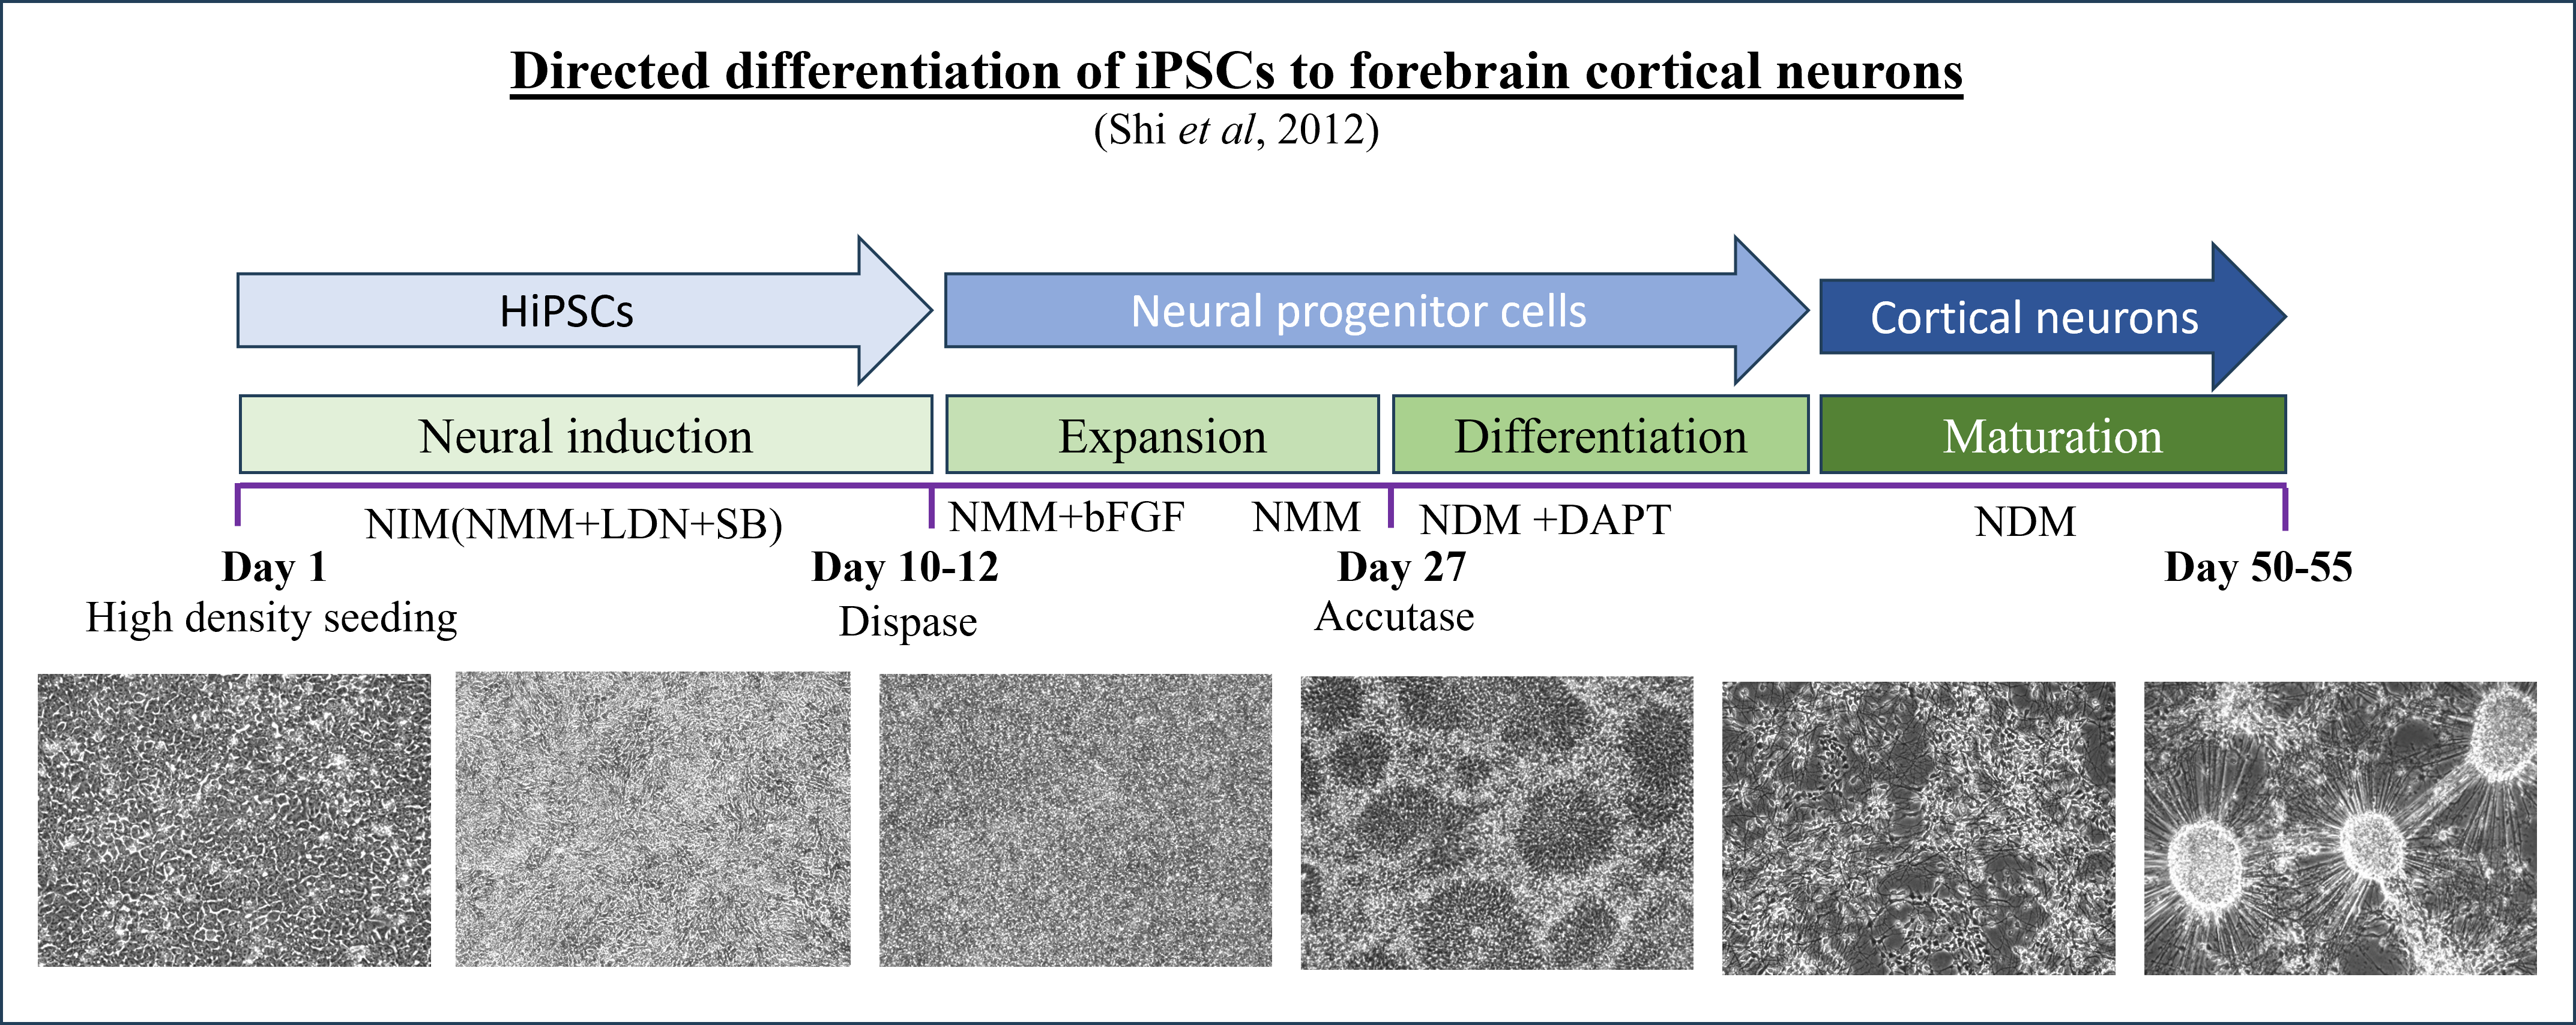 Directed differentiation of iPSCs to forebrain cortical neurons
(Shi et al, 2012)
HiPSCs
Neural progenitor cells
Cortical neurons
Neural induction
Expansion
Differentiation
Maturation
NIM(NMM+LDN+SB)
NMM+bFGF
NMM
NDM +DAPT
NDM
Day 1
Day 10-12
Day 27
Day 50-55
High density seeding
Dispase
Accutase